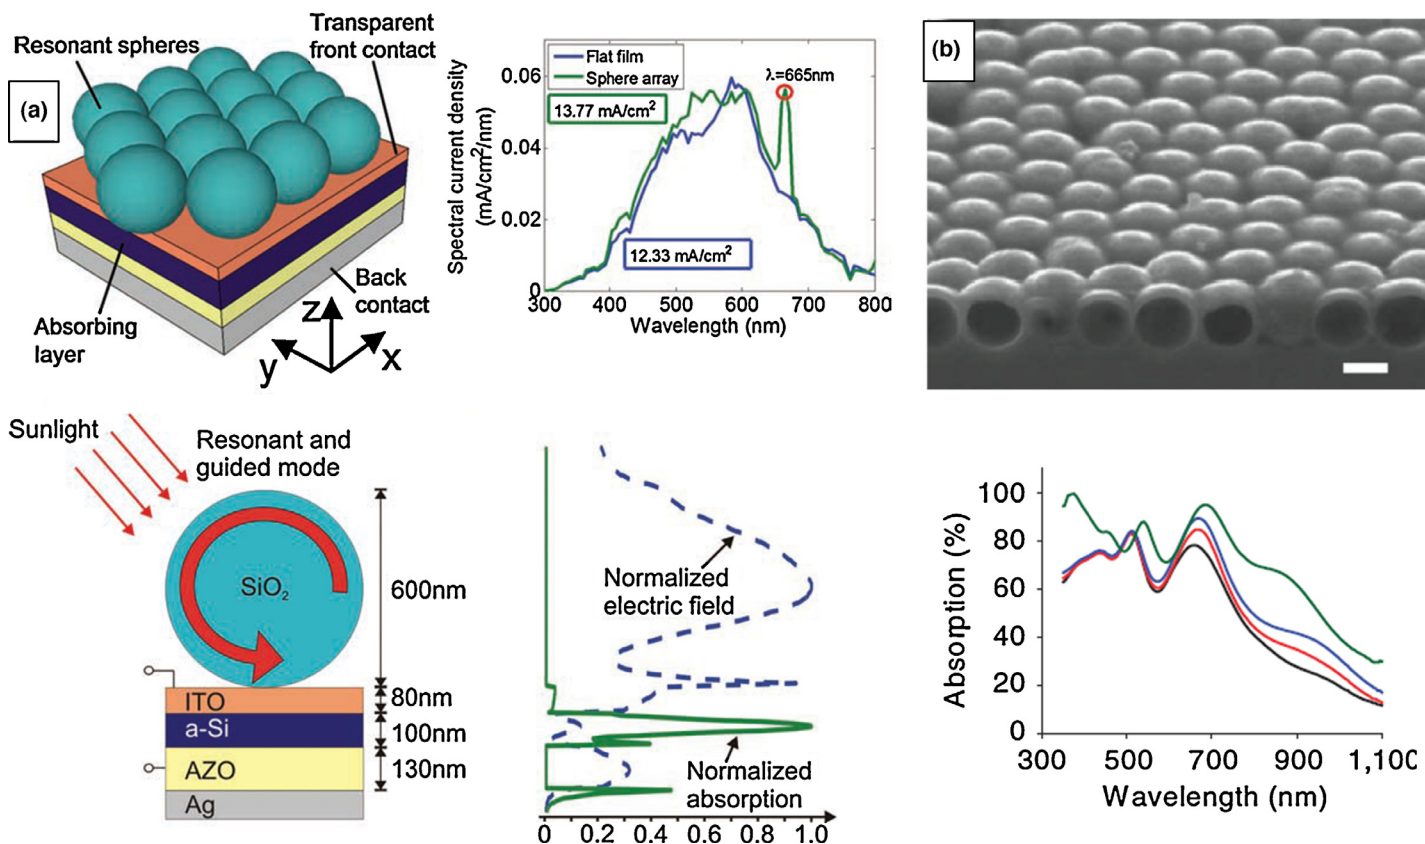 (a)
Resonant spheres
Transparent
front contact
Absorbing
layer
Back
contact
z
y
x
Flat film
Sphere array
λ=665nm
13.77 mA/cm²
12.33 mA/cm²
Spectral current density
(mA/cm²/nm)
0.06
0.04
0.02
0
300 400 500 600 700 800
Wavelength (nm)
(b)
Sunlight
Resonant and
guided mode
SiO₂
600nm
ITO
80nm
a-Si
100nm
AZO
130nm
Ag
Normalized
electric field
Normalized
absorption
0 0.2 0.4 0.6 0.8 1.0
Absorption (%)
100
80
60
40
20
0
300 500 700 900 1,100
Wavelength (nm)